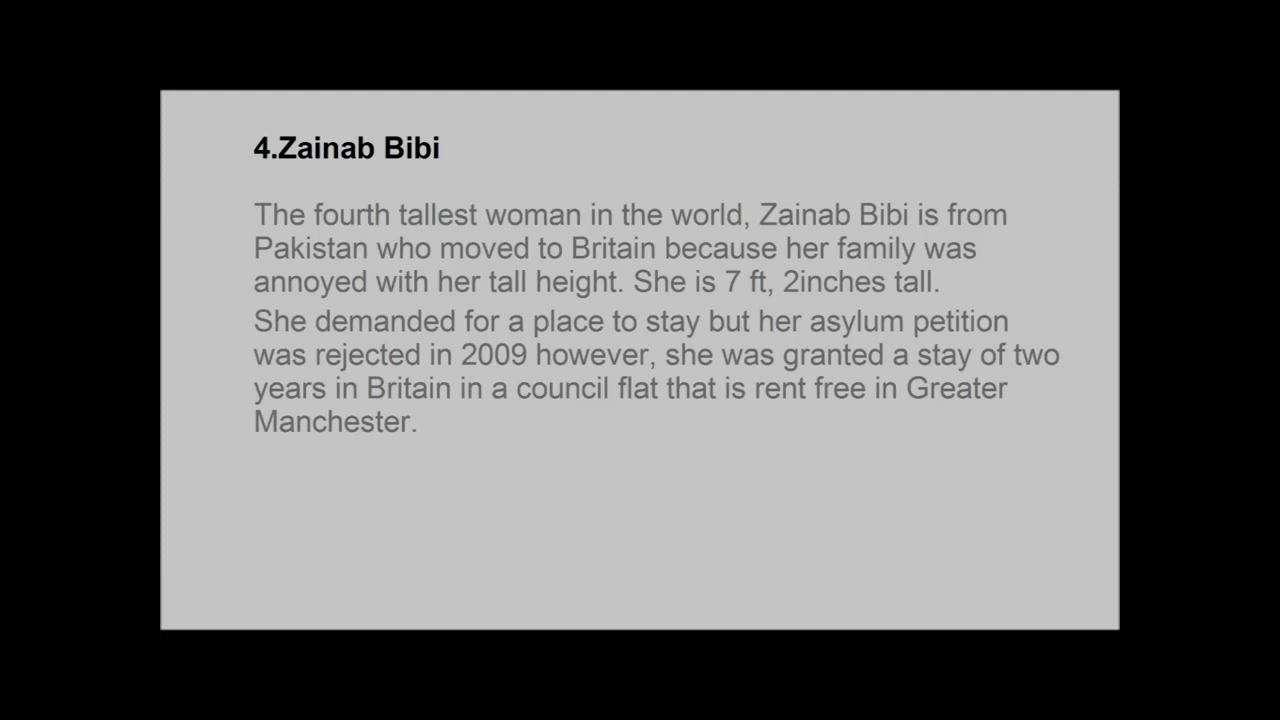 4.Zainab Bibi
The fourth tallest woman in the world, Zainab Bibi is from
Pakistan who moved to Britain because her family was
annoyed with her tall height. She is 7 ft, 2inches tall.
She demanded for a place to stay but her asylum petition
was rejected in 2009 however, she was granted a stay of two
years in Britain in a council flat that is rent free in Greater
Manchester.